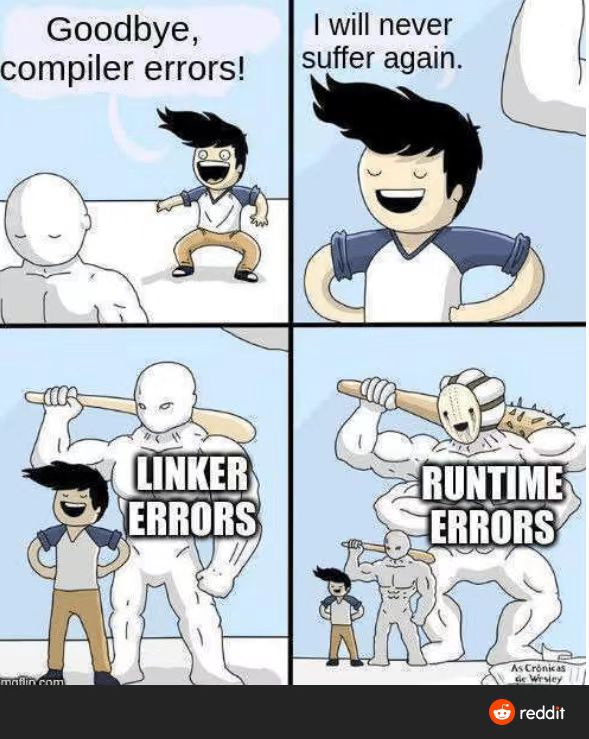 Goodbye,
compiler errors!
I will never
suffer again.
LINKER
ERRORS
RUNTIME
ERRORS
imgflip.com
As Crônicas
de Wesley
reddit